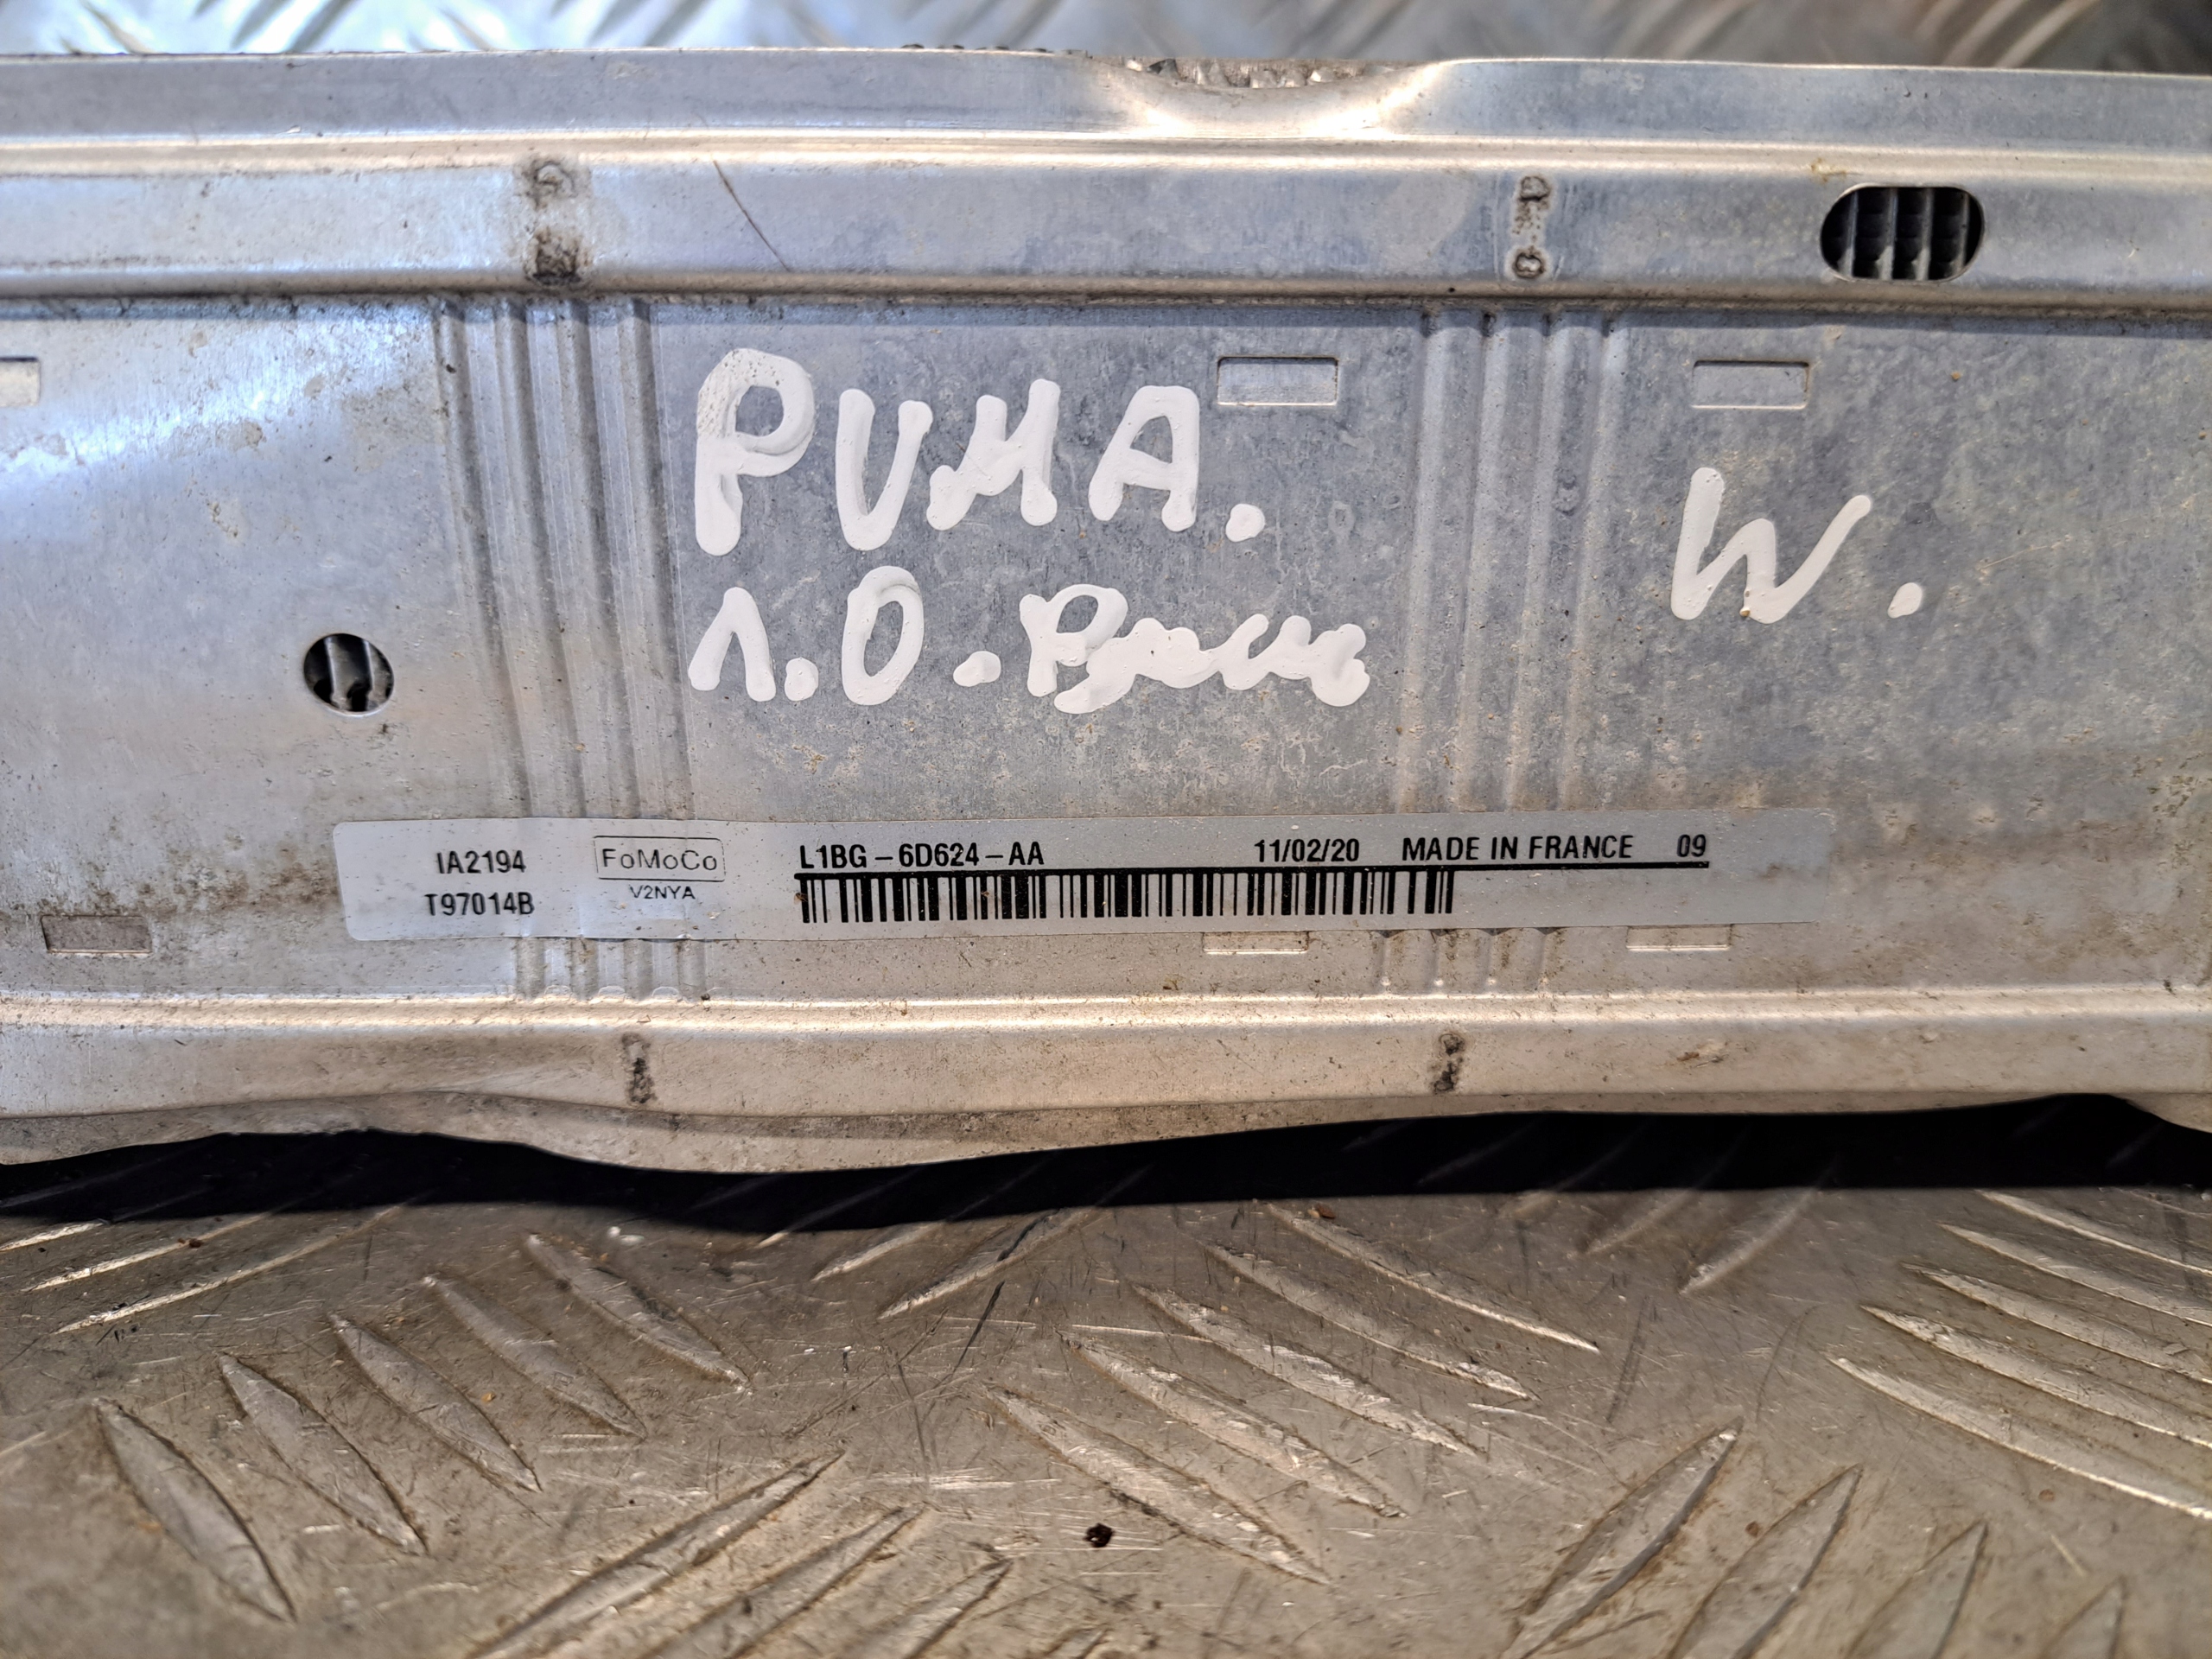 PUMA.
1.0.
W.
IA2194
T97014B
FoMoCo
V2NYA
L1BG-6D624-AA 11/02/20 MADE IN FRANCE 09